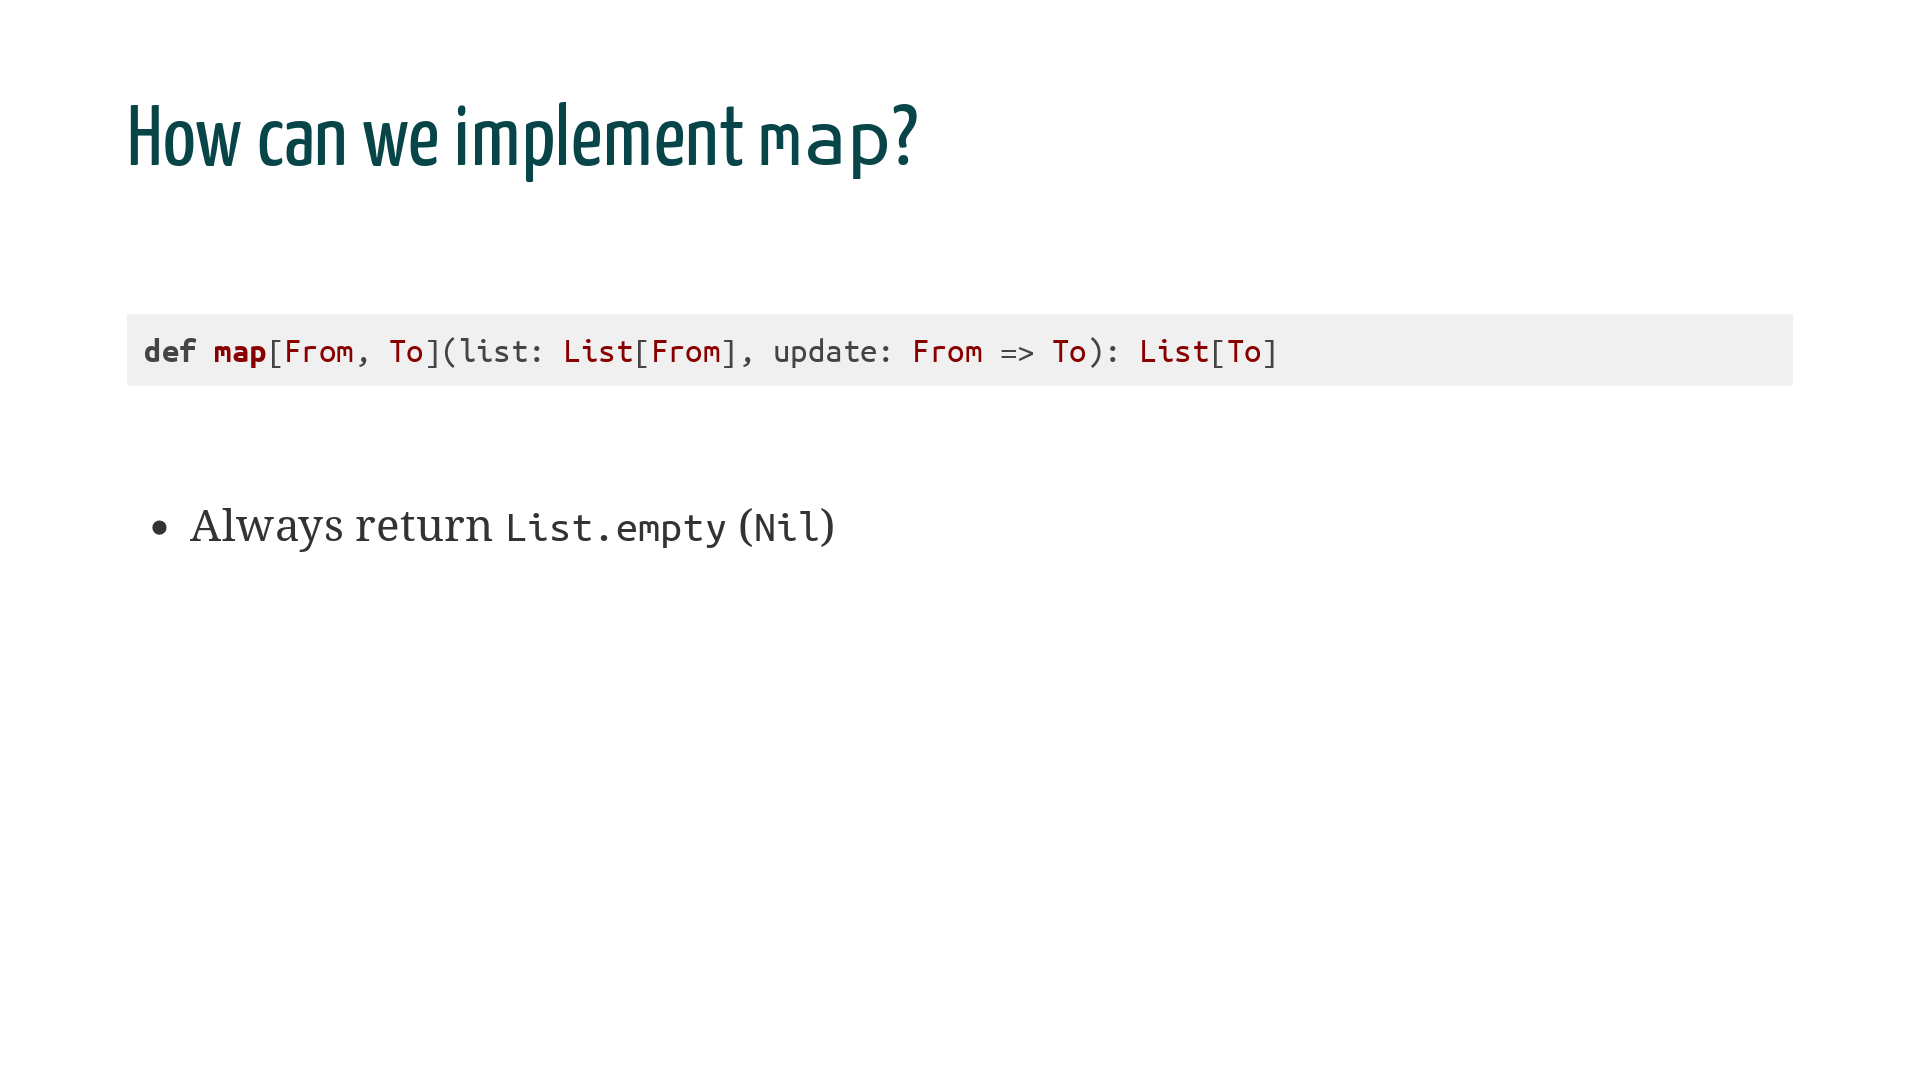 How can we implement map?
def map[From, To](list: List[From], update: From => To): List[To]
• Always return List.empty (Nil)